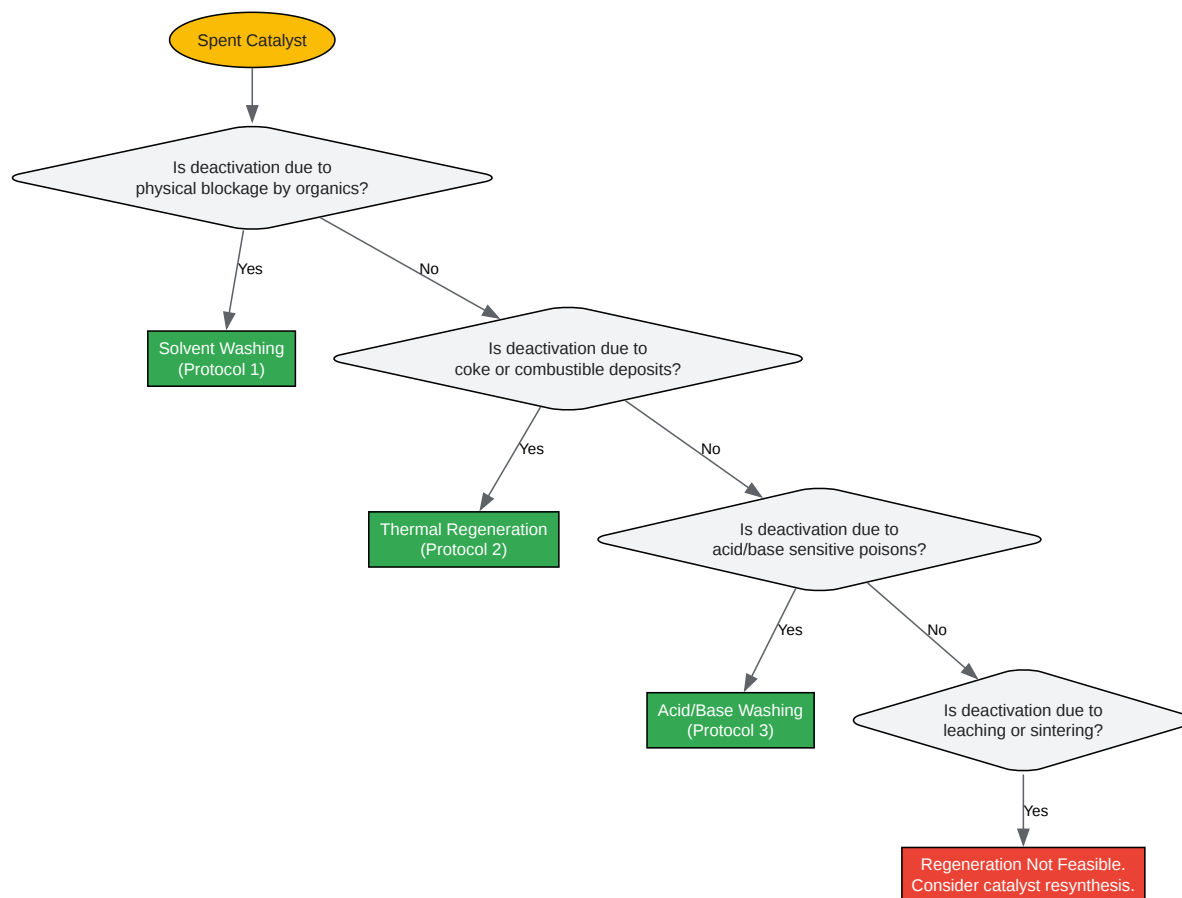 Spent Catalyst
Is deactivation due to
physical blockage by organics?
Yes
No
Solvent Washing
(Protocol 1)
Is deactivation due to
coke or combustible deposits?
Yes
No
Thermal Regeneration
(Protocol 2)
Is deactivation due to
acid/base sensitive poisons?
Yes
No
Acid/Base Washing
(Protocol 3)
Is deactivation due to
leaching or sintering?
Yes
Regeneration Not Feasible.
Consider catalyst resynthesis.